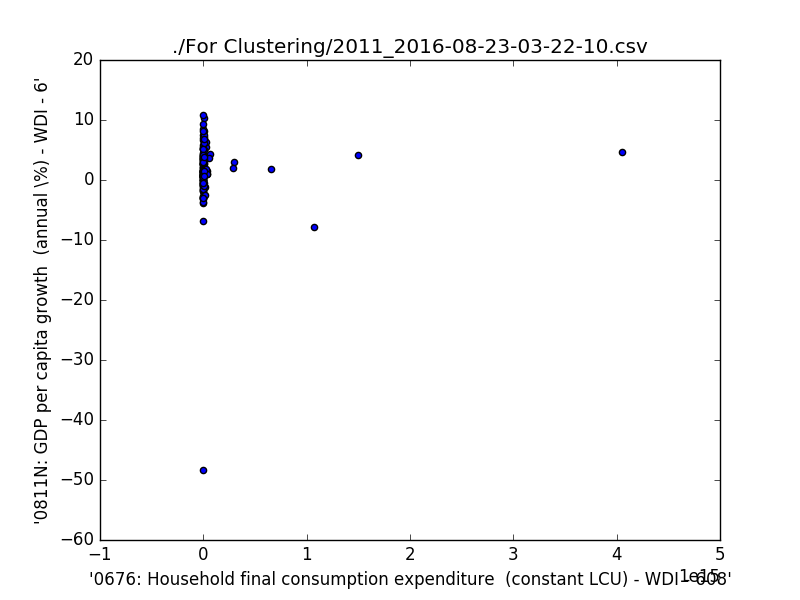 ./For Clustering/2011_2016-08-23-03-22-10.csv
20
10
0
−10
−20
−30
−40
−50
−60
'0811N: GDP per capita growth  (annual \%) - WDI - 6'
−1 0 1 2 3 4 5
1e15
'0676: Household final consumption expenditure  (constant LCU) - WDI - 608'